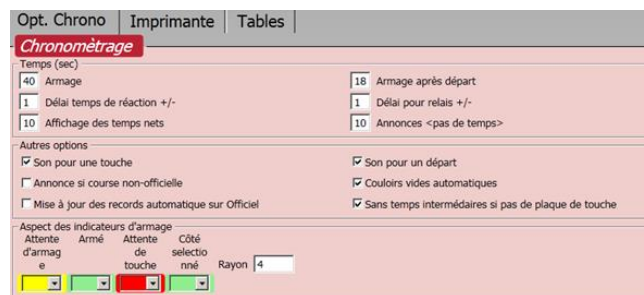 Opt. Chrono Imprimante Tables
Chronomètrage
Temps (sec)
40 Armage 18 Armage après départ
1 Délai temps de réaction +/- 1 Délai pour relais +/-
10 Affichage des temps nets 10 Annonces <pas de temps>
Autres options
Son pour une touche Son pour un départ
Annonce si course non-officielle Couloirs vides automatiques
Mise à jour des records automatique sur Officiel Sans temps intermédaires si pas de plaque de touche
Aspect des indicateurs d'armage
Attente Armé Attente Côté
d'armag de selectio
e touche nné Rayon 4